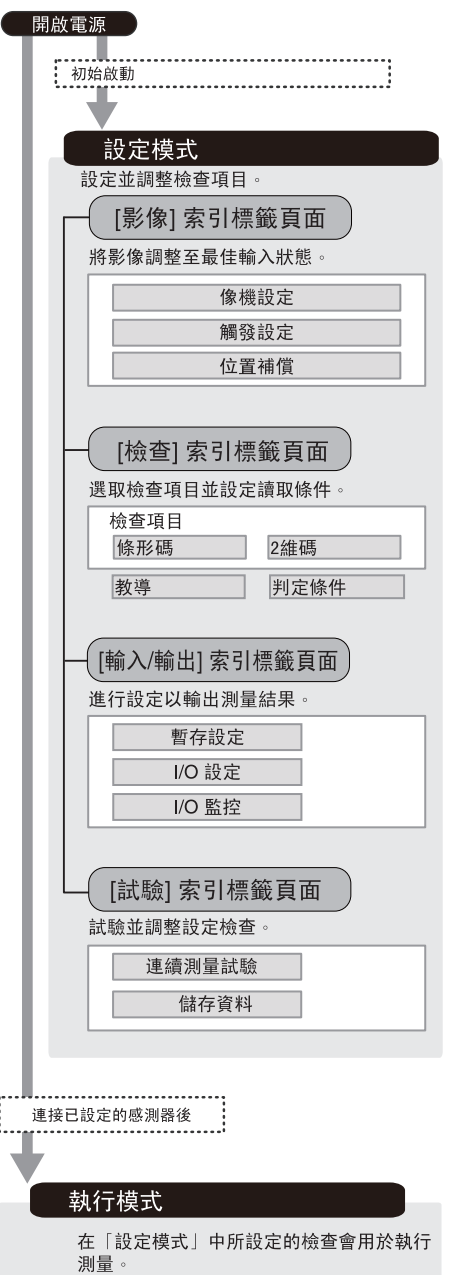 開啟電源
初始啟動
設定模式
設定並調整檢查項目。
[影像] 索引標籤頁面
將影像調整至最佳輸入狀態。
像機設定
觸發設定
位置補償
[檢查] 索引標籤頁面
選取檢查項目並設定讀取條件。
檢查項目
條形碼
2維碼
教導
判定條件
[輸入/輸出] 索引標籤頁面
進行設定以輸出測量結果。
暫存設定
I/O 設定
I/O 監控
[試驗] 索引標籤頁面
試驗並調整設定檢查。
連續測量試驗
儲存資料
連接已設定的感測器後
執行模式
在「設定模式」中所設定的檢查會用於執行
測量。